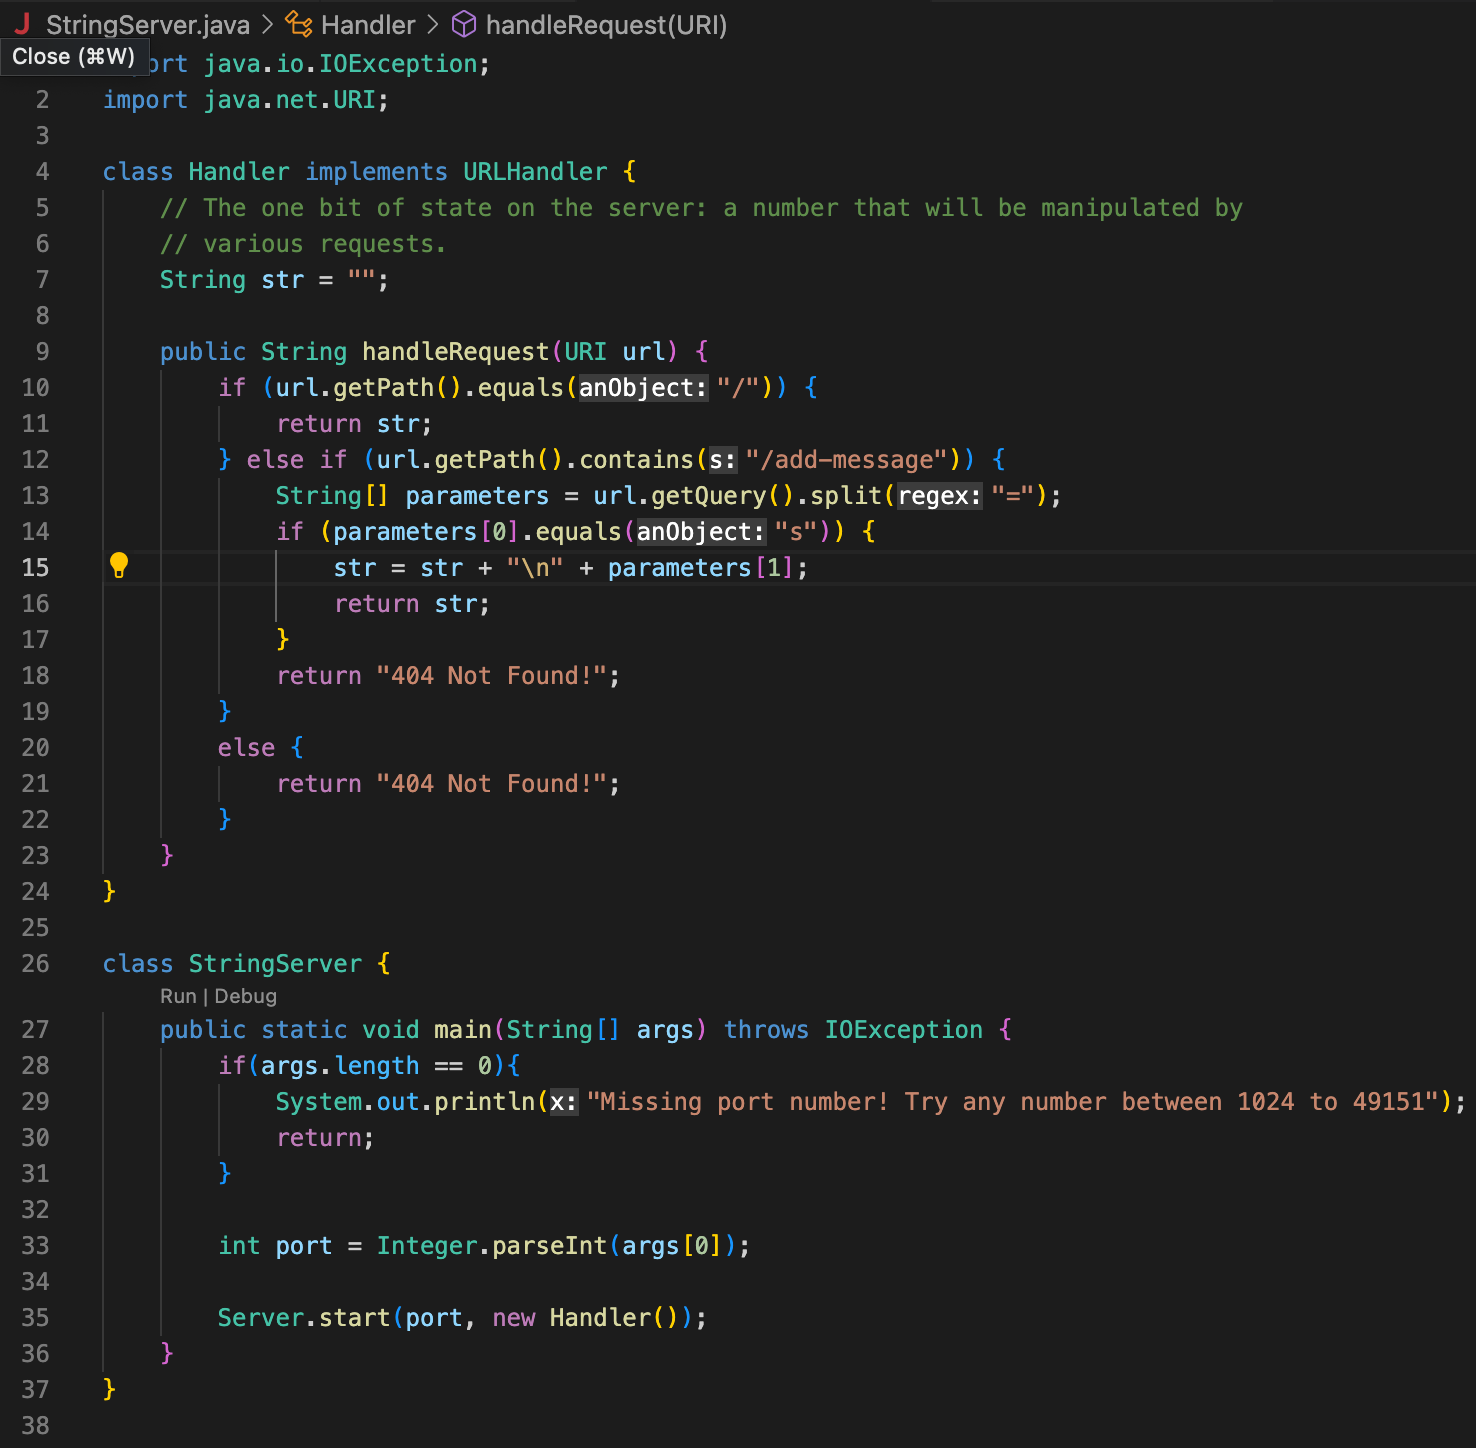 StringServer.java > Handler > handleRequest(URI)
Close (⌘W)
ort java.io.IOException;
2 import java.net.URI;
3
4 class Handler implements URLHandler {
5 // The one bit of state on the server: a number that will be manipulated by
6 // various requests.
7 String str = "";
8
9 public String handleRequest(URI url) {
10 if (url.getPath().equals(anObject: "/")) {
11 return str;
12 } else if (url.getPath().contains(s: "/add-message")) {
13 String[] parameters = url.getQuery().split(regex: "=");
14 if (parameters[0].equals(anObject: "s")) {
15 str = str + "\n" + parameters[1];
16 return str;
17 }
18 return "404 Not Found!";
19 }
20 else {
21 return "404 Not Found!";
22 }
23 }
24 }
25
26 class StringServer {
Run | Debug
27 public static void main(String[] args) throws IOException {
28 if(args.length == 0){
29 System.out.println(x: "Missing port number! Try any number between 1024 to 49151");
30 return;
31 }
32
33 int port = Integer.parseInt(args[0]);
34
35 Server.start(port, new Handler());
36 }
37 }
38